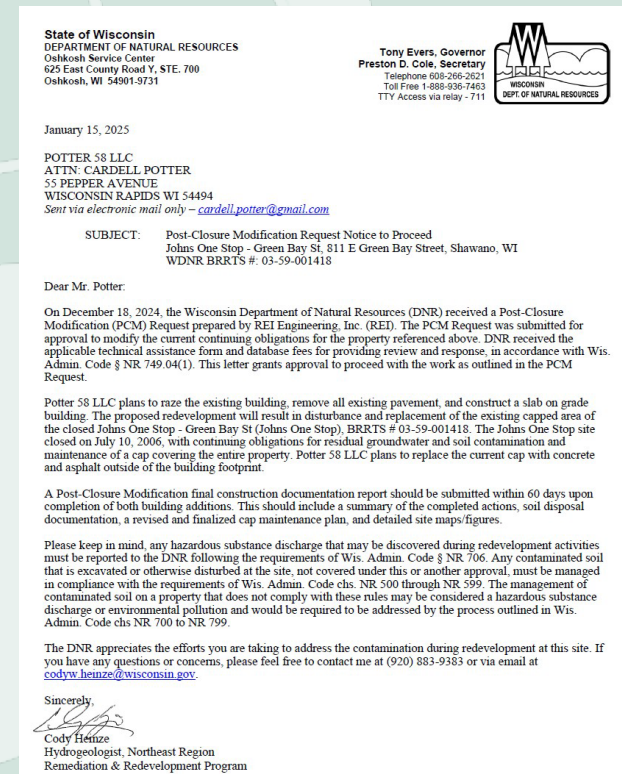 State of Wisconsin
DEPARTMENT OF NATURAL RESOURCES
Oshkosh Service Center
625 East County Road Y, STE. 700
Oshkosh, WI 54901-9731
Tony Evers, Governor
Preston D. Cole, Secretary
Telephone 608-266-2621
Toll Free 1-888-936-7463
TTY Access via relay - 711
W
WISCONSIN
DEPT. OF NATURAL RESOURCES
January 15, 2025
POTTER 58 LLC
ATTN: CARDELL POTTER
55 PEPPER AVENUE
WISCONSIN RAPIDS WI 54494
Sent via electronic mail only – cardell.potter@gmail.com
SUBJECT: Post-Closure Modification Request Notice to Proceed
Johns One Stop - Green Bay St, 811 E Green Bay Street, Shawano, WI
WDNR BRRTS #: 03-59-001418
Dear Mr. Potter:
On December 18, 2024, the Wisconsin Department of Natural Resources (DNR) received a Post-Closure
Modification (PCM) Request prepared by REI Engineering, Inc. (REI). The PCM Request was submitted for
approval to modify the current continuing obligations for the property referenced above. DNR received the
applicable technical assistance form and database fees for providing review and response, in accordance with Wis.
Admin. Code § NR 749.04(1). This letter grants approval to proceed with the work as outlined in the PCM
Request.
Potter 58 LLC plans to raze the existing building, remove all existing pavement, and construct a slab on grade
building. The proposed redevelopment will result in disturbance and replacement of the existing capped area of
the closed Johns One Stop - Green Bay St (Johns One Stop), BRRTS # 03-59-001418. The Johns One Stop site
closed on July 10, 2006, with continuing obligations for residual groundwater and soil contamination and
maintenance of a cap covering the entire property. Potter 58 LLC plans to replace the current cap with concrete
and asphalt outside of the building footprint.
A Post-Closure Modification final construction documentation report should be submitted within 60 days upon
completion of both building additions. This should include a summary of the completed actions, soil disposal
documentation, a revised and finalized cap maintenance plan, and detailed site maps/figures.
Please keep in mind, any hazardous substance discharge that may be discovered during redevelopment activities
must be reported to the DNR following the requirements of Wis. Admin. Code § NR 706. Any contaminated soil
that is excavated or otherwise disturbed at the site, not covered under this or another approval, must be managed
in compliance with the requirements of Wis. Admin. Code chs. NR 500 through NR 599. The management of
contaminated soil on a property that does not comply with these rules may be considered a hazardous substance
discharge or environmental pollution and would be required to be addressed by the process outlined in Wis.
Admin. Code chs NR 700 to NR 799.
The DNR appreciates the efforts you are taking to address the contamination during redevelopment at this site. If
you have any questions or concerns, please feel free to contact me at (920) 883-9383 or via email at
codyw.heinze@wisconsin.gov.
Sincerely,
Cody Heinze
Hydrogeologist, Northeast Region
Remediation & Redevelopment Program